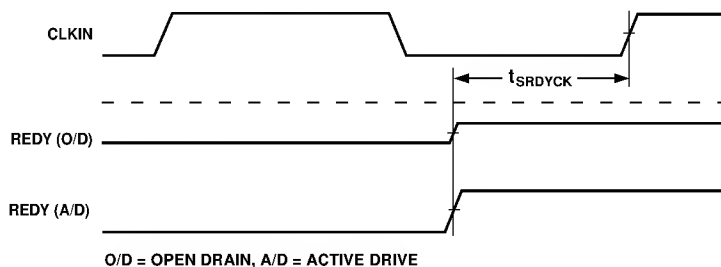 CLKIN
tSRDYCK
REDY (O/D)
REDY (A/D)
O/D = OPEN DRAIN, A/D = ACTIVE DRIVE